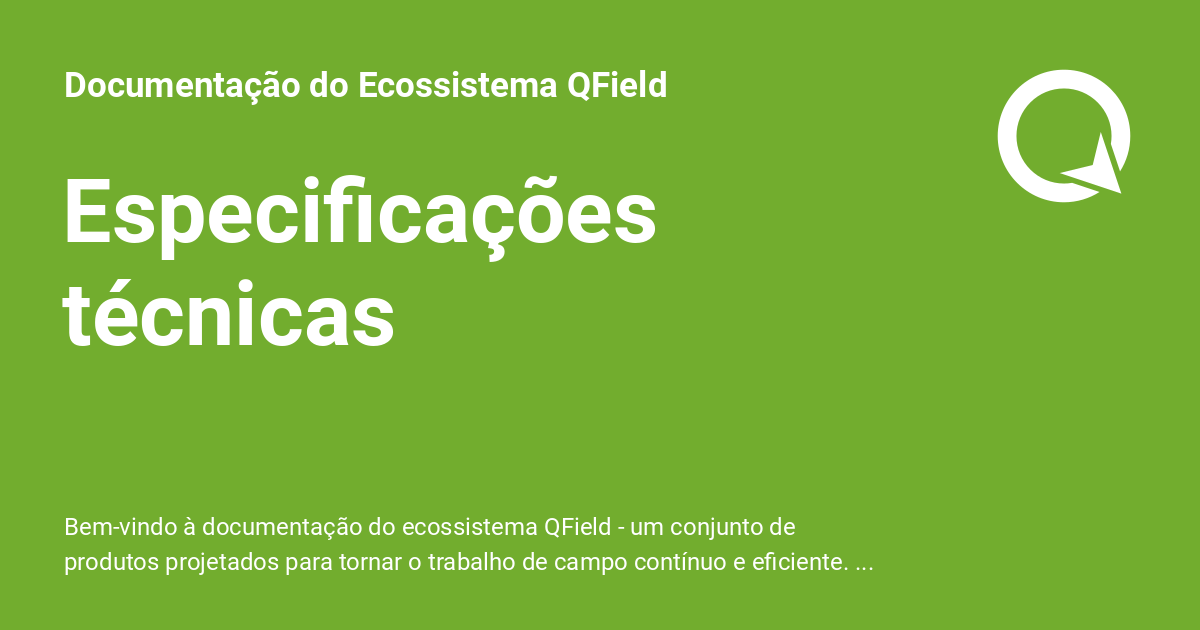 Documentação do Ecossistema QField
Especificações
técnicas
Bem-vindo à documentação do ecossistema QField - um conjunto de
produtos projetados para tornar o trabalho de campo contínuo e eficiente. ...